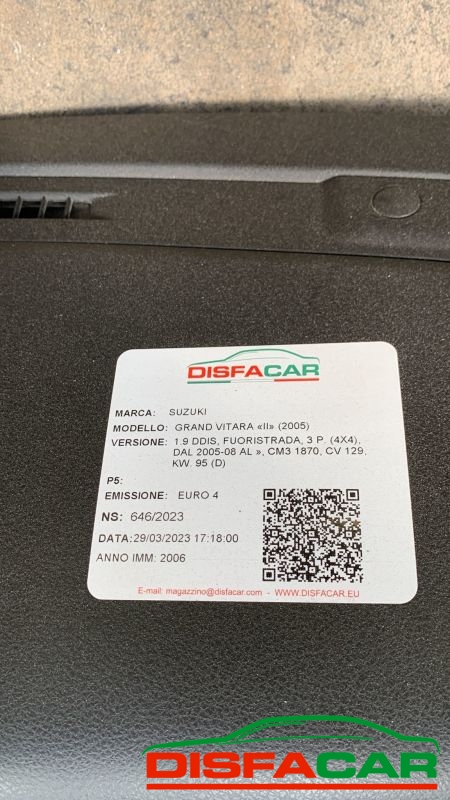 DISFACAR
MARCA: SUZUKI
MODELLO: GRAND VITARA «II» (2005)
VERSIONE: 1.9 DDIS, FUORISTRADA, 3 P. (4X4),
DAL 2005-08 AL », CM3 1870, CV 129,
KW. 95 (D)
P5:
EMISSIONE: EURO 4
NS: 646/2023
DATA:29/03/2023 17:18:00
ANNO IMM: 2006
E-mail: magazzino@disfacar.com - WWW.DISFACAR.EU
DISFACAR